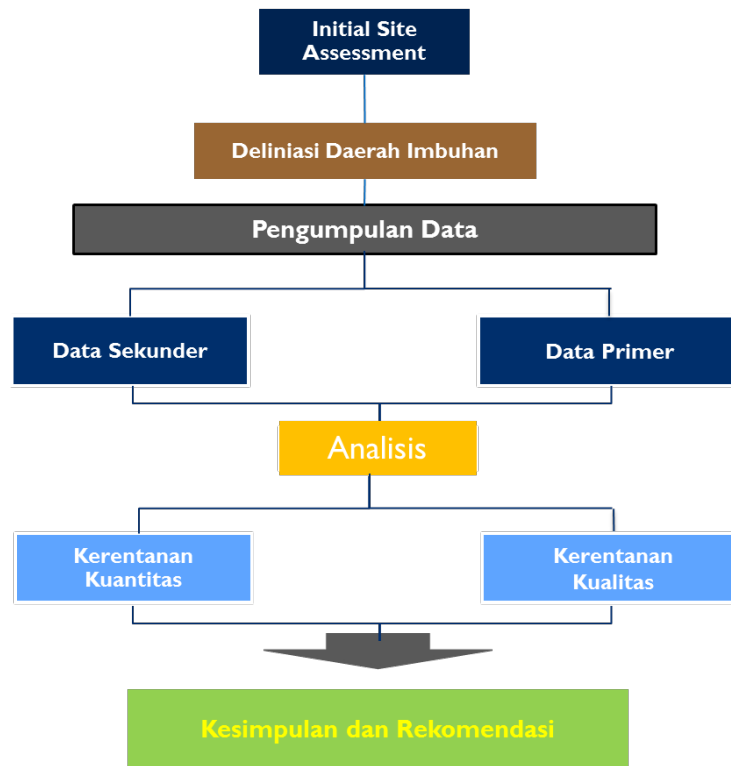 Initial Site
Assessment
Deliniasi Daerah Imbuhan
Pengumpulan Data
Data Sekunder
Data Primer
Analisis
Kerentanan
Kuantitas
Kerentanan
Kualitas
Kesimpulan dan Rekomendasi